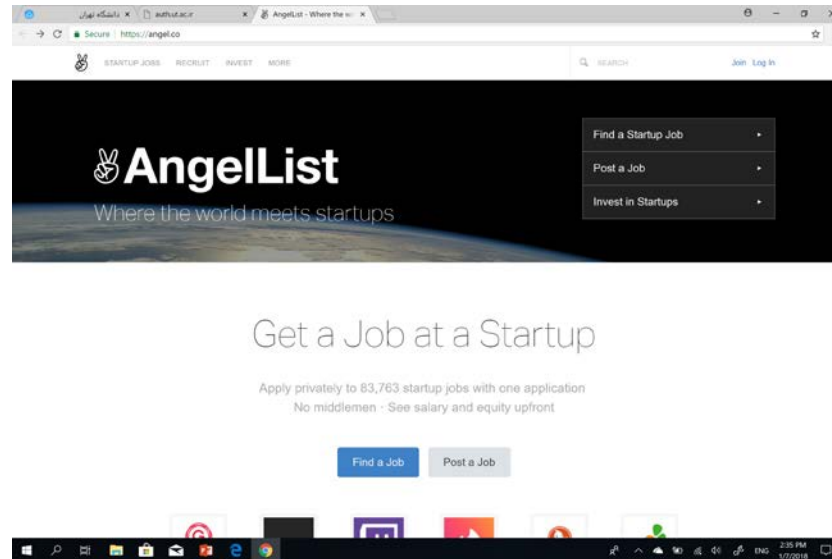 دانشگاه تهران
auth.ut.ac.ir
AngelList - Where the wo
Secure https://angel.co
STARTUP JOBS RECRUIT INVEST MORE
SEARCH
Join Log In
AngelList
Where the world meets startups
Find a Startup Job
Post a Job
Invest in Startups
Get a Job at a Startup
Apply privately to 83,763 startup jobs with one application
No middlemen · See salary and equity upfront
Find a Job Post a Job
ENG
2:35 PM
1/7/2018